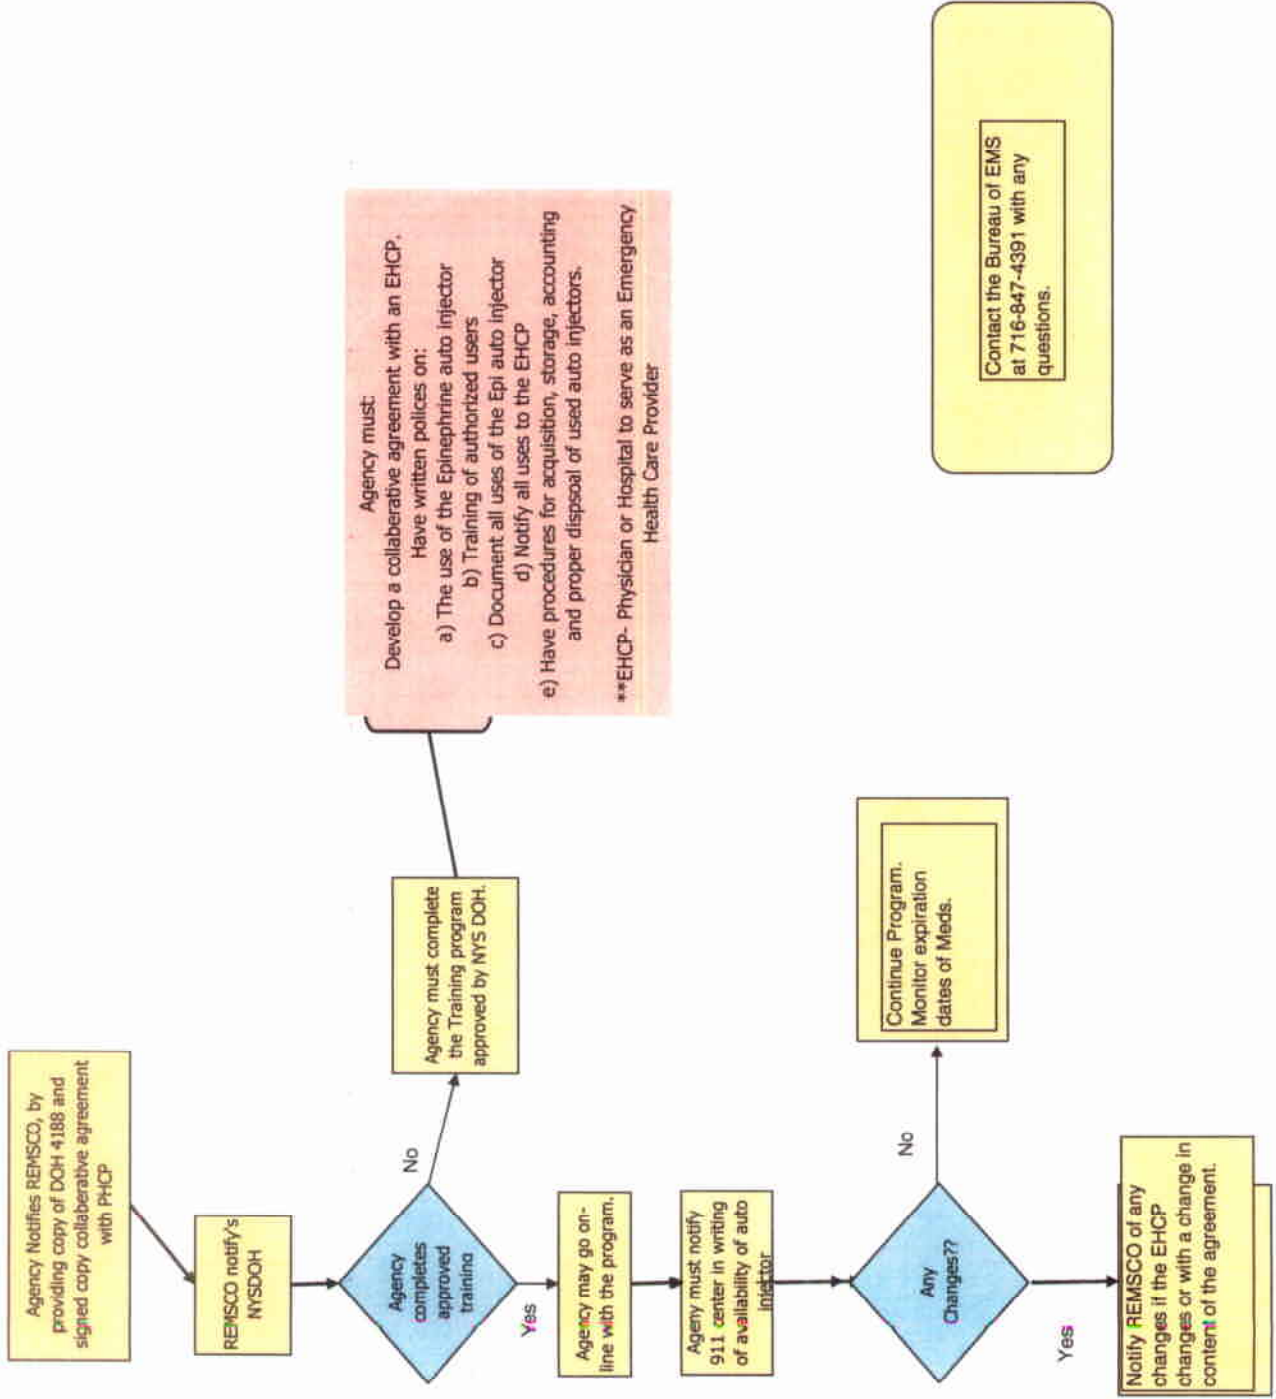 Agency Notifies REMSCO, by
providing copy of DOH 4188 and
signed copy collaborative agreement
with PHCP
REMSCO notify's
NYSDOH
Agency
completes
approved
training
No
Agency must complete
the Training program
approved by NYS DOH.
Agency must:
Develop a collaberative agreement with an EHCP.
Have written polices on:
a) The use of the Epinephrine auto injector
b) Training of authorized users
c) Document all uses of the Epi auto injector
d) Notify all uses to the EHCP
e) Have procedures for acquisition, storage, accounting
and proper dispsoal of used auto injectors.
**EHCP- Physician or Hospital to serve as an Emergency
Health Care Provider
Yes
Agency may go on-
line with the program.
Ageny must notify
911 center in writing
of availability of auto
injector
Any
Changes??
No
Continue Program.
Monitor expiration
dates of Meds.
Yes
Notify REMSCO of any
changes if the EHCP
changes or with a change in
content of the agreement.
Contact the Bureau of EMS
at 716-847-4391 with any
questions.